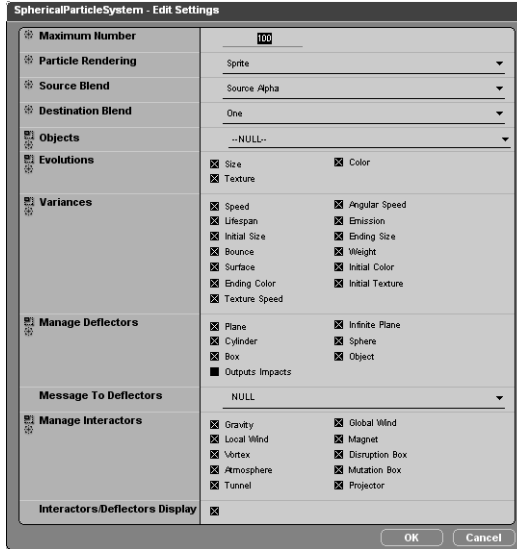 SphericalParticleSystem - Edit Settings
Maximum Number 100
Particle Rendering Sprite
Source Blend Source Alpha
Destination Blend One
Objects --NULL--
Evolutions
Size Color
Texture
Variances
Speed Angular Speed
Lifespan Emission
Initial Size Ending Size
Bounce Weight
Surface Initial Color
Ending Color Initial Texture
Texture Speed
Manage Deflectors
Plane Infinite Plane
Cylinder Sphere
Box Object
Outputs Impacts
Message To Deflectors NULL
Manage Interactors
Gravity Global Wind
Local Wind Magnet
Vortex Disruption Box
Atmosphere Mutation Box
Tunnel Projector
Interactors/Deflectors Display
OK Cancel